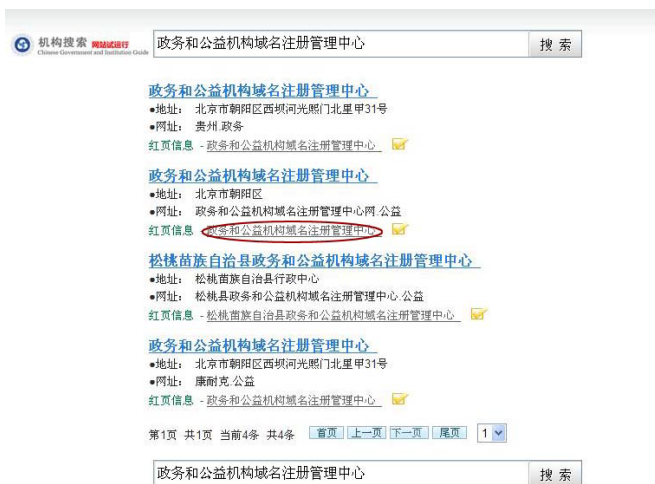 机构搜索 网站试运行
Chinese Government and Institution Guide
政务和公益机构域名注册管理中心 搜索
政务和公益机构域名注册管理中心
●地址： 北京市朝阳区西坝河光熙门北里甲31号
●网址： 贵州.政务
红页信息 - 政务和公益机构域名注册管理中心
政务和公益机构域名注册管理中心
●地址： 北京市朝阳区
●网址： 政务和公益机构域名注册管理中心网.公益
红页信息 - 政务和公益机构域名注册管理中心
松桃苗族自治县政务和公益机构域名注册管理中心
●地址： 松桃苗族自治县行政中心
●网址： 松桃县政务和公益机构域名注册管理中心.公益
红页信息 - 松桃苗族自治县政务和公益机构域名注册管理中心
政务和公益机构域名注册管理中心
●地址： 北京市朝阳区西坝河光熙门北里甲31号
●网址： 康耐克.公益
红页信息 - 政务和公益机构域名注册管理中心
第1页 共1页 当前4条 共4条 首页 上一页 下一页 尾页 1
政务和公益机构域名注册管理中心 搜索